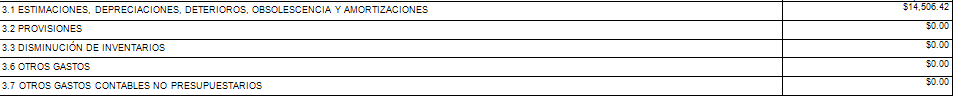 3.1 ESTIMACIONES, DEPRECIACIONES, DETERIOROS, OBSOLESCENCIA Y AMORTIZACIONES $14,506.42
3.2 PROVISIONES $0.00
3.3 DISMINUCIÓN DE INVENTARIOS $0.00
3.6 OTROS GASTOS $0.00
3.7 OTROS GASTOS CONTABLES NO PRESUPUESTARIOS $0.00